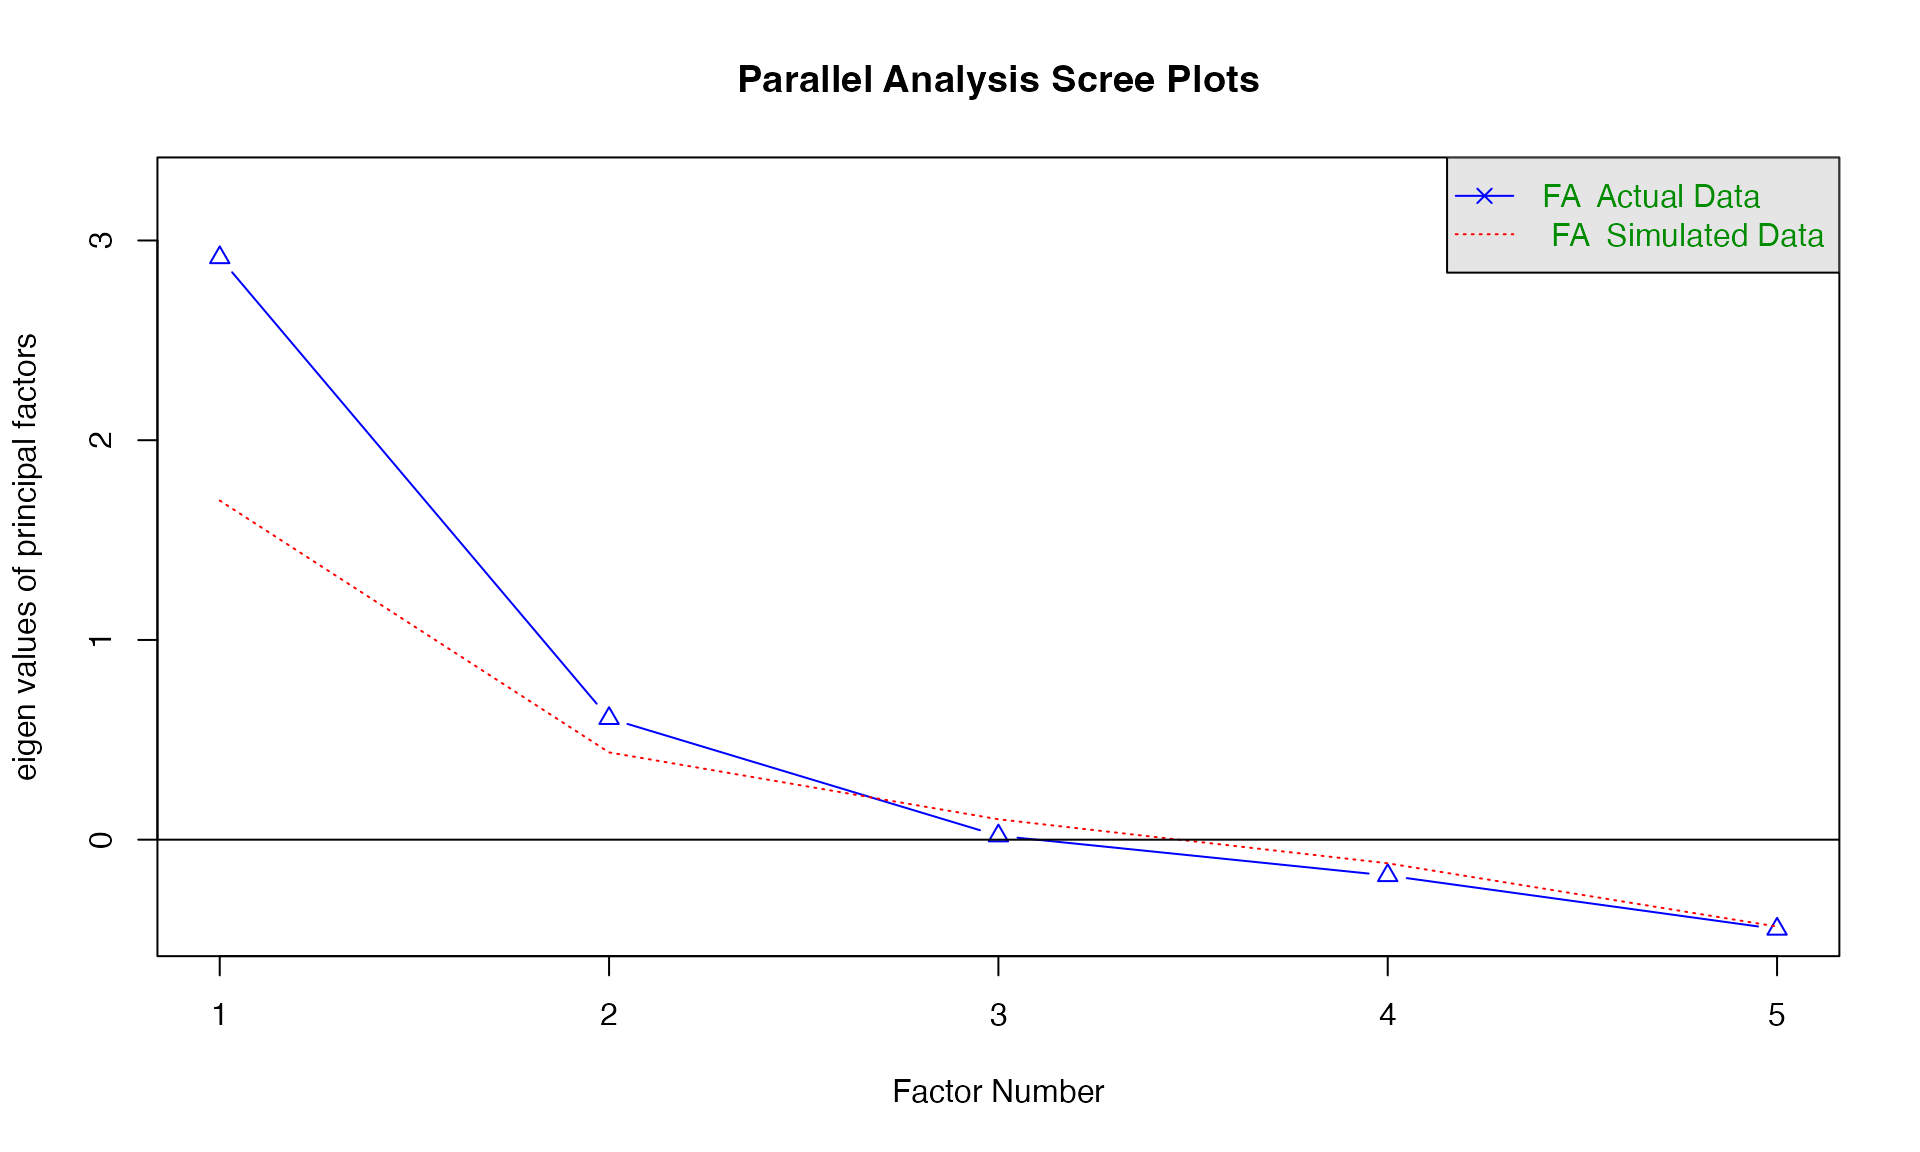 Parallel Analysis Scree Plots
FA  Actual Data
FA  Simulated Data
eigen values of principal factors
3
2
1
0
1
2
3
4
5
Factor Number